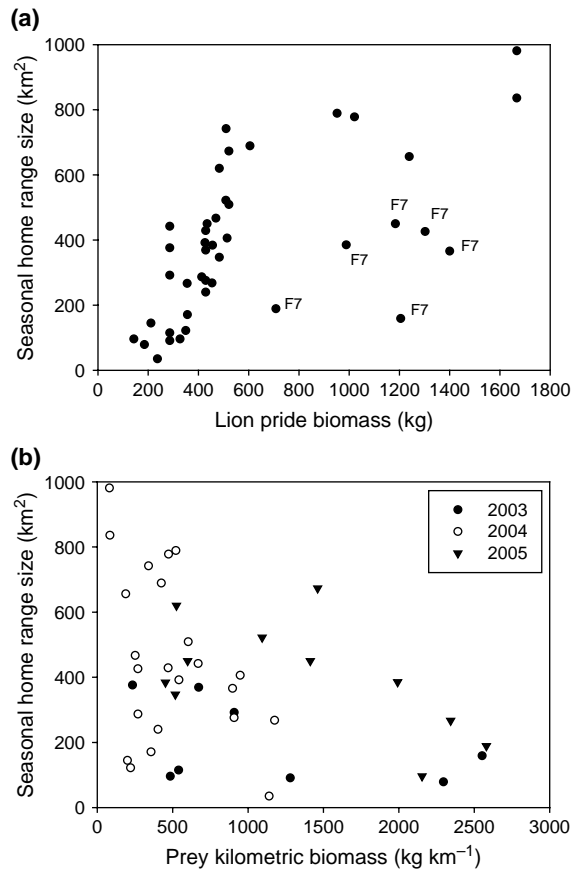 (a)
1000
800
600
400
200
0
Seasonal home range size (km²)
F7
F7
F7
F7
F7
F7
0 200 400 600 800 1000 1200 1400 1600 1800
Lion pride biomass (kg)
(b)
1000
800
600
400
200
0
Seasonal home range size (km²)
2003
2004
2005
0 500 1000 1500 2000 2500 3000
Prey kilometric biomass (kg km⁻¹)